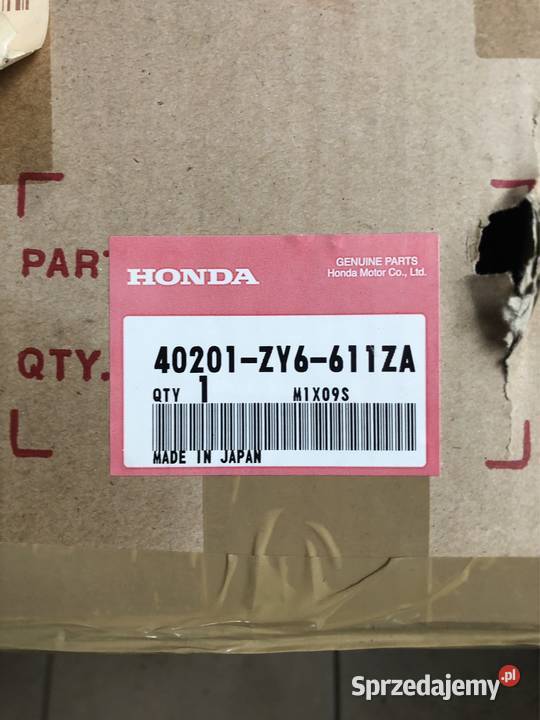 PAR
QTY.
HONDA
GENUINE PARTS
Honda Motor Co., Ltd.
40201-ZY6-611ZA
QTY 1 M1X09S
MADE IN JAPAN
Sprzedajemy.pl